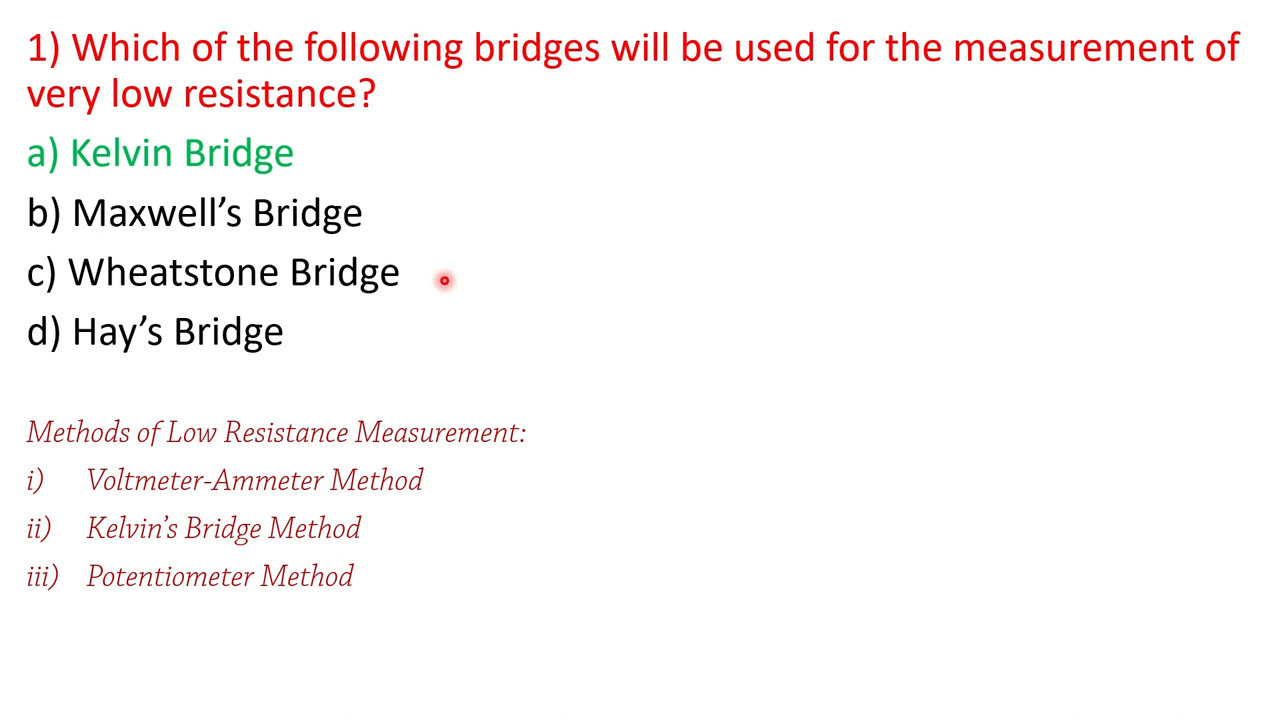 1) Which of the following bridges will be used for the measurement of
very low resistance?
a) Kelvin Bridge
b) Maxwell’s Bridge
c) Wheatstone Bridge
d) Hay’s Bridge
Methods of Low Resistance Measurement:
i) Voltmeter-Ammeter Method
ii) Kelvin’s Bridge Method
iii) Potentiometer Method